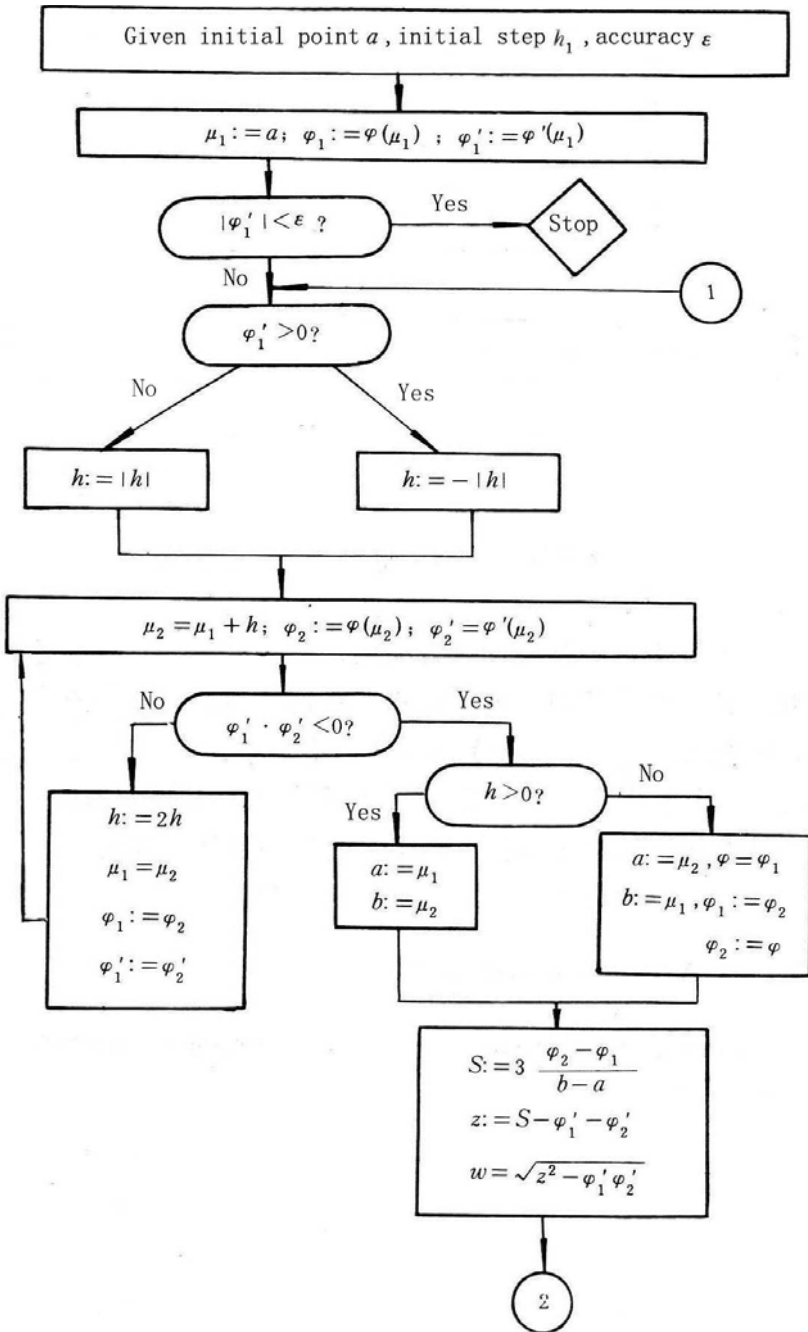 Given initial point a, initial step h₁, accuracy ε
μ₁:=a; φ₁:=φ(μ₁) ; φ₁′:=φ′(μ₁)
|φ₁′|<ε ?
Yes
Stop
No
1
φ₁′>0?
No
Yes
h:=|h|
h:=-|h|
μ₂=μ₁+h; φ₂:=φ(μ₂); φ₂′=φ′(μ₂)
No
Yes
φ₁′·φ₂′<0?
h>0?
No
Yes
h:=2h
μ₁=μ₂
φ₁:=φ₂
φ₁′:=φ₂′
a:=μ₁
b:=μ₂
a:=μ₂, φ=φ₁
b:=μ₁, φ₁:=φ₂
φ₂:=φ
S:=3 (φ₂-φ₁)/(b-a)
z:=S-φ₁′-φ₂′
w=√(z²-φ₁′φ₂′)
2